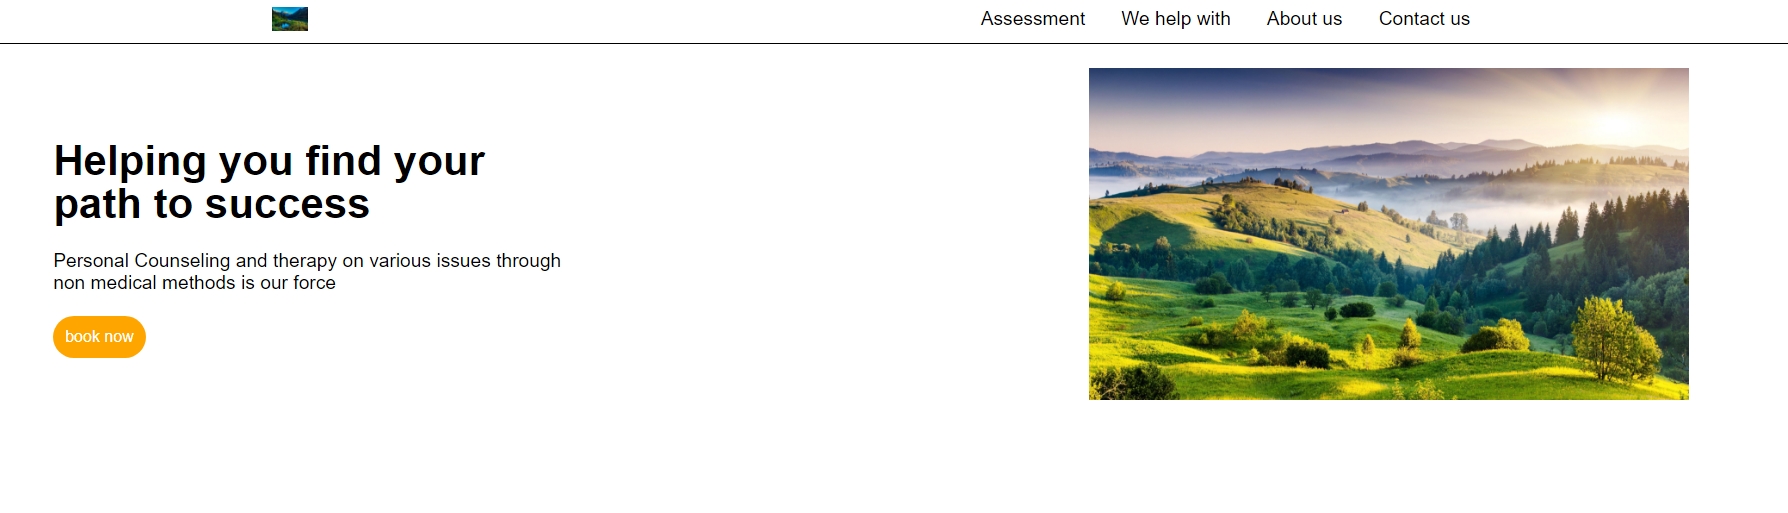 Assessment We help with About us Contact us
Helping you find your
path to success
Personal Counseling and therapy on various issues through
non medical methods is our force
book now